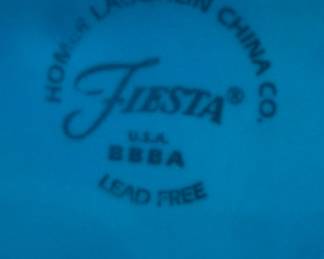 HOMER LAUGHLIN CHINA CO.
FIESTA®
U.S.A.
BBBA
LEAD FREE